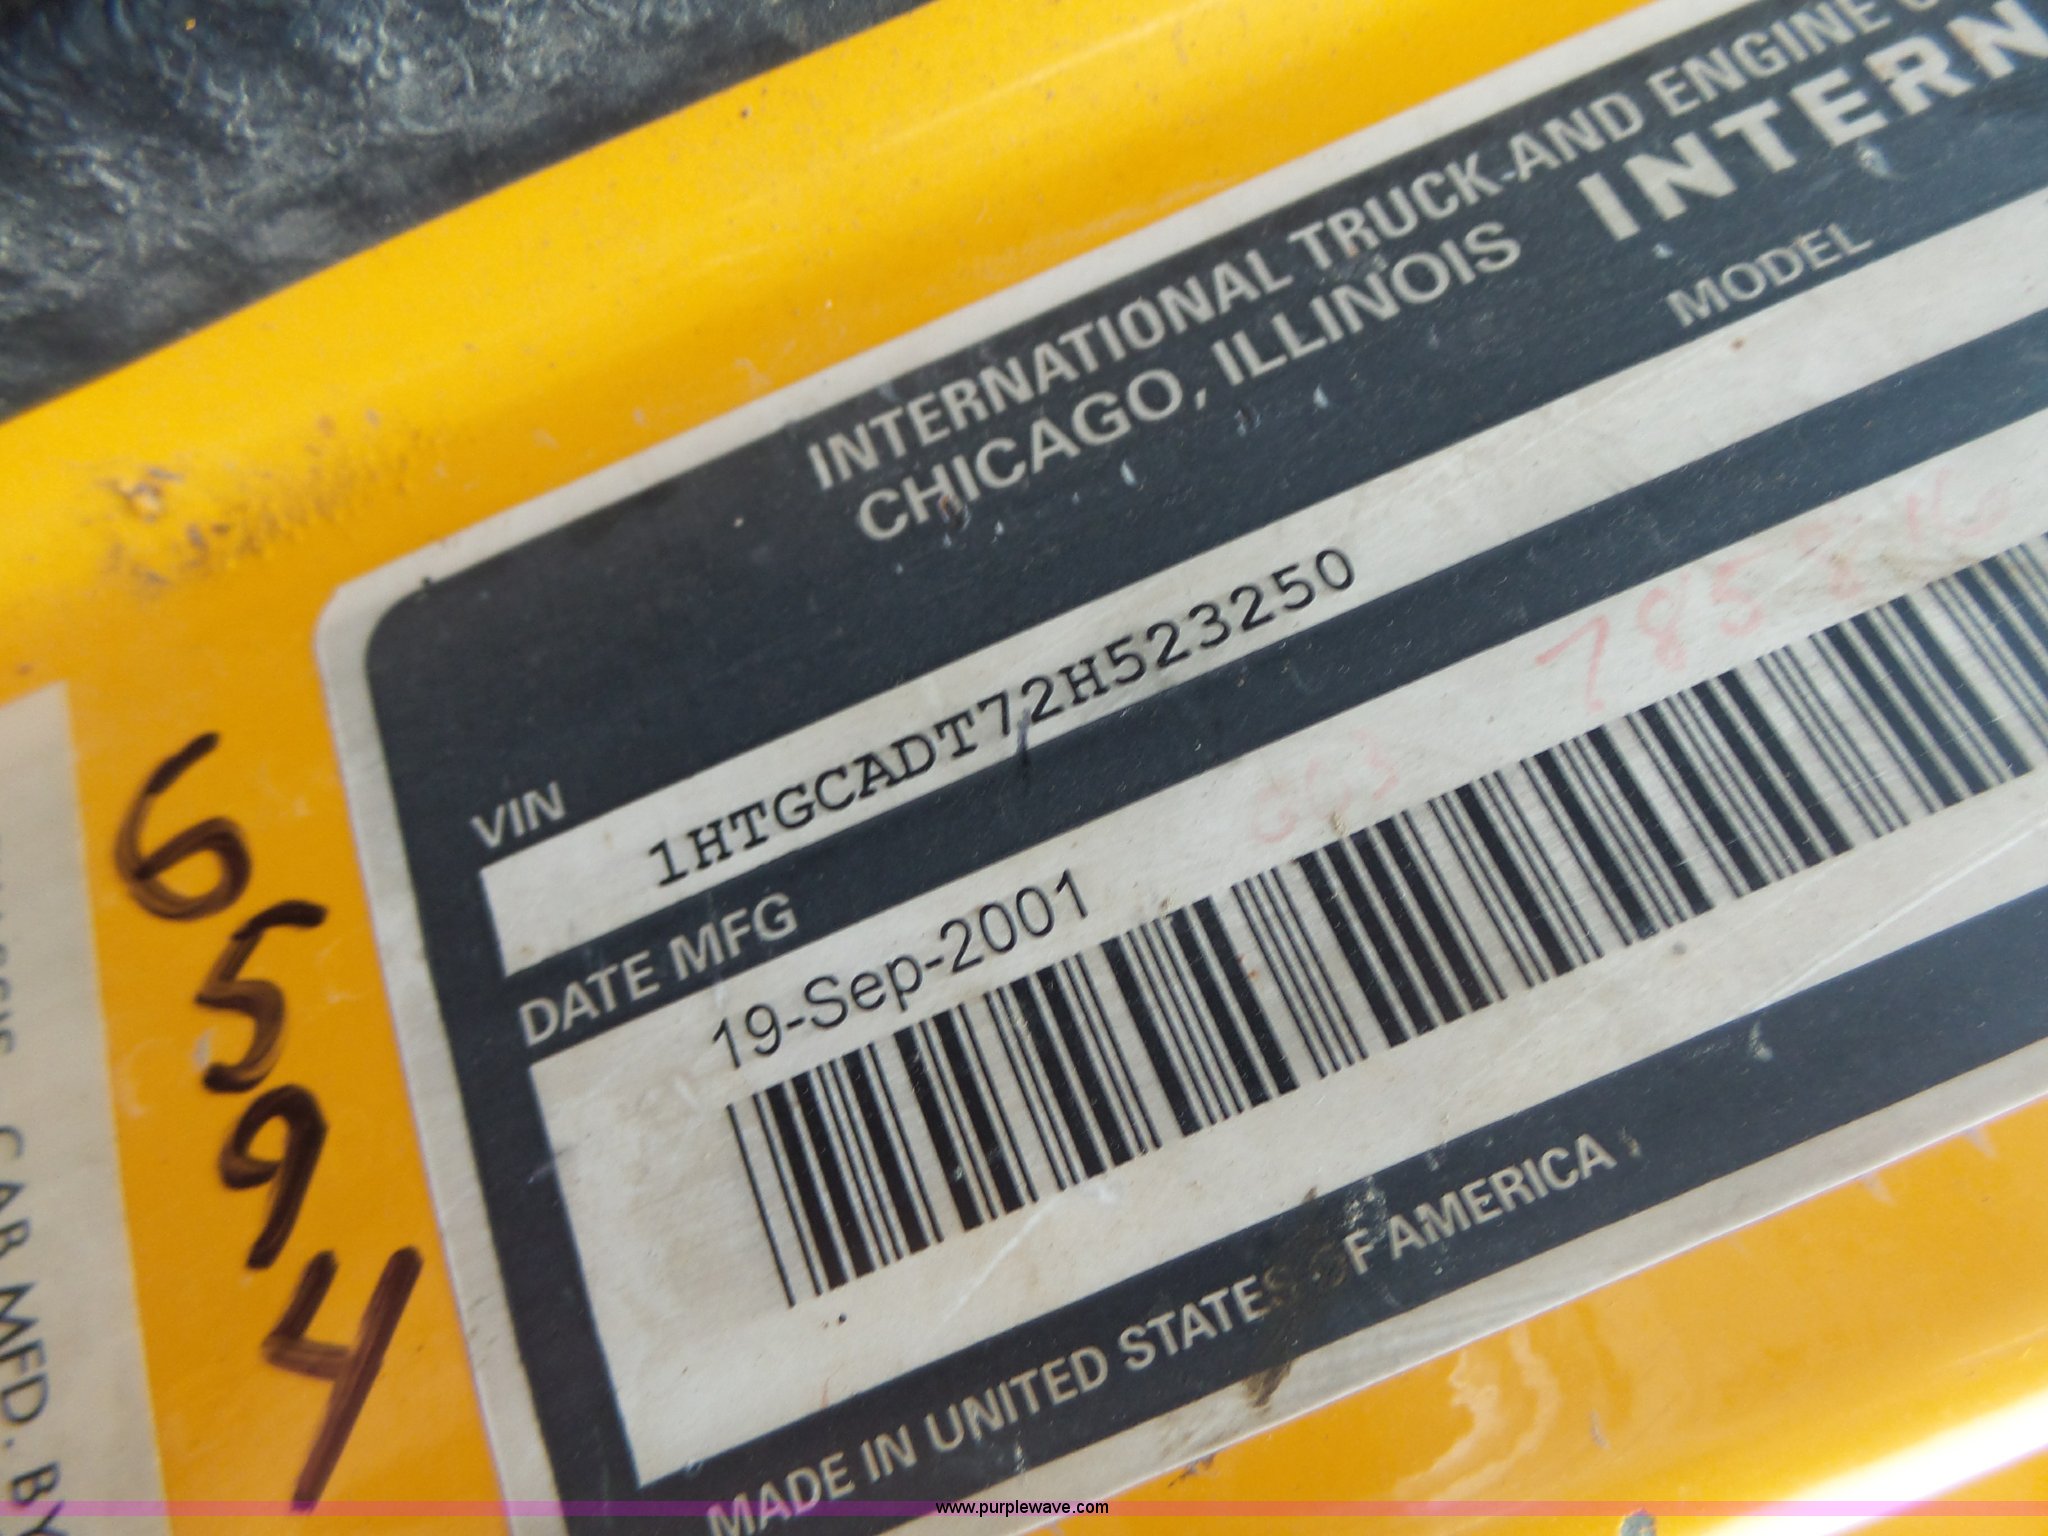 INTERNATIONAL TRUCK AND ENGINE
CHICAGO, ILLINOIS INTERN
VIN
MODEL
1HTGCADT72H523250
DATE MFG
19-Sep-2001
MADE IN UNITED STATES OF AMERICA
6594
CAB MFD. BY
www.purplewave.com